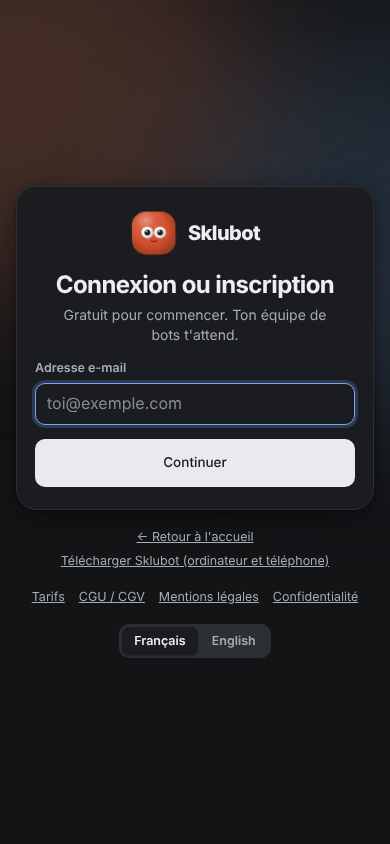 Sklubot
Connexion ou inscription
Gratuit pour commencer. Ton équipe de
bots t'attend.
Adresse e-mail
toi@exemple.com
Continuer
← Retour à l'accueil
Télécharger Sklubot (ordinateur et téléphone)
Tarifs CGU / CGV Mentions légales Confidentialité
Français English